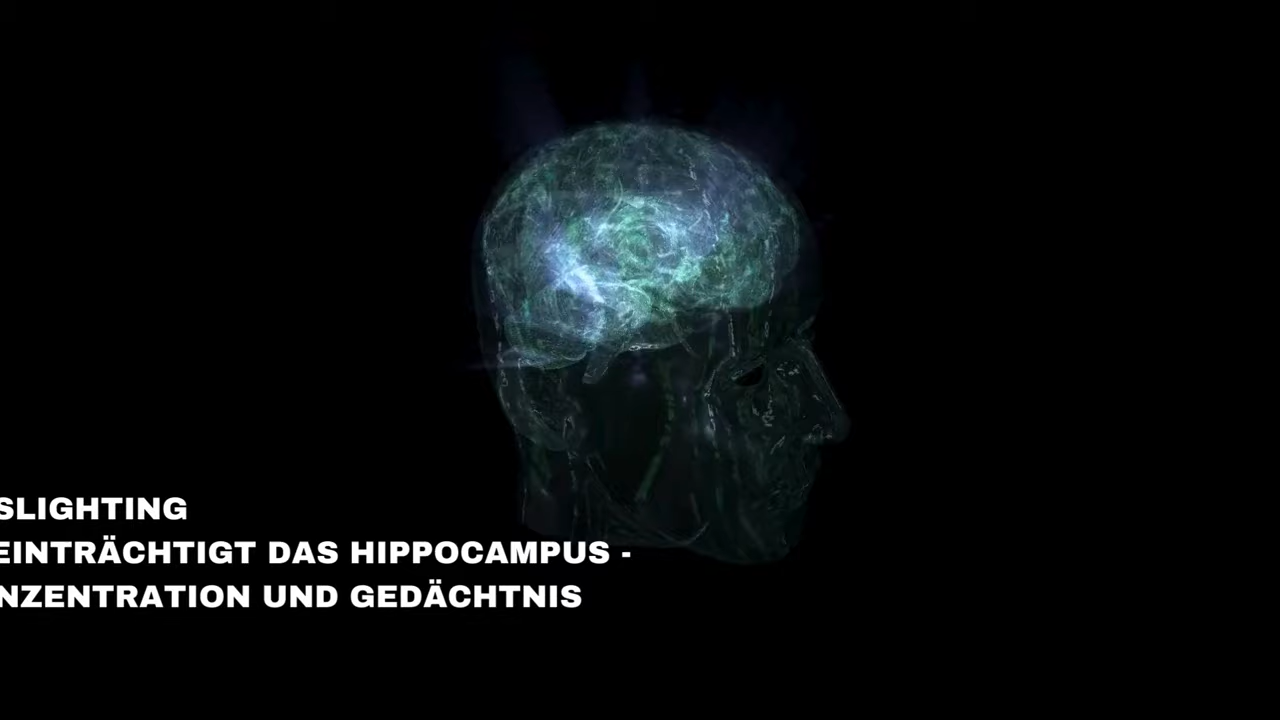 SLIGHTING
EINTRÄCHTIGT DAS HIPPOCAMPUS -
NZENTRATION UND GEDÄCHTNIS